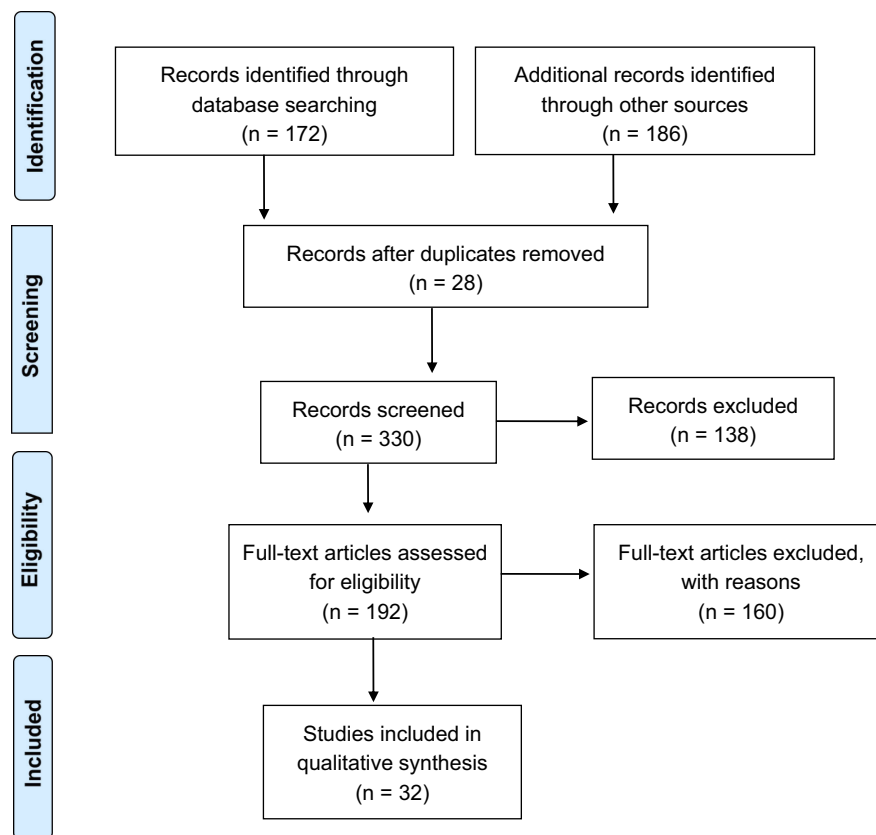 Identification
Records identified through
database searching
(n = 172)
Additional records identified
through other sources
(n = 186)
Screening
Records after duplicates removed
(n = 28)
Records screened
(n = 330)
Records excluded
(n = 138)
Eligibility
Full-text articles assessed
for eligibility
(n = 192)
Full-text articles excluded,
with reasons
(n = 160)
Included
Studies included in
qualitative synthesis
(n = 32)